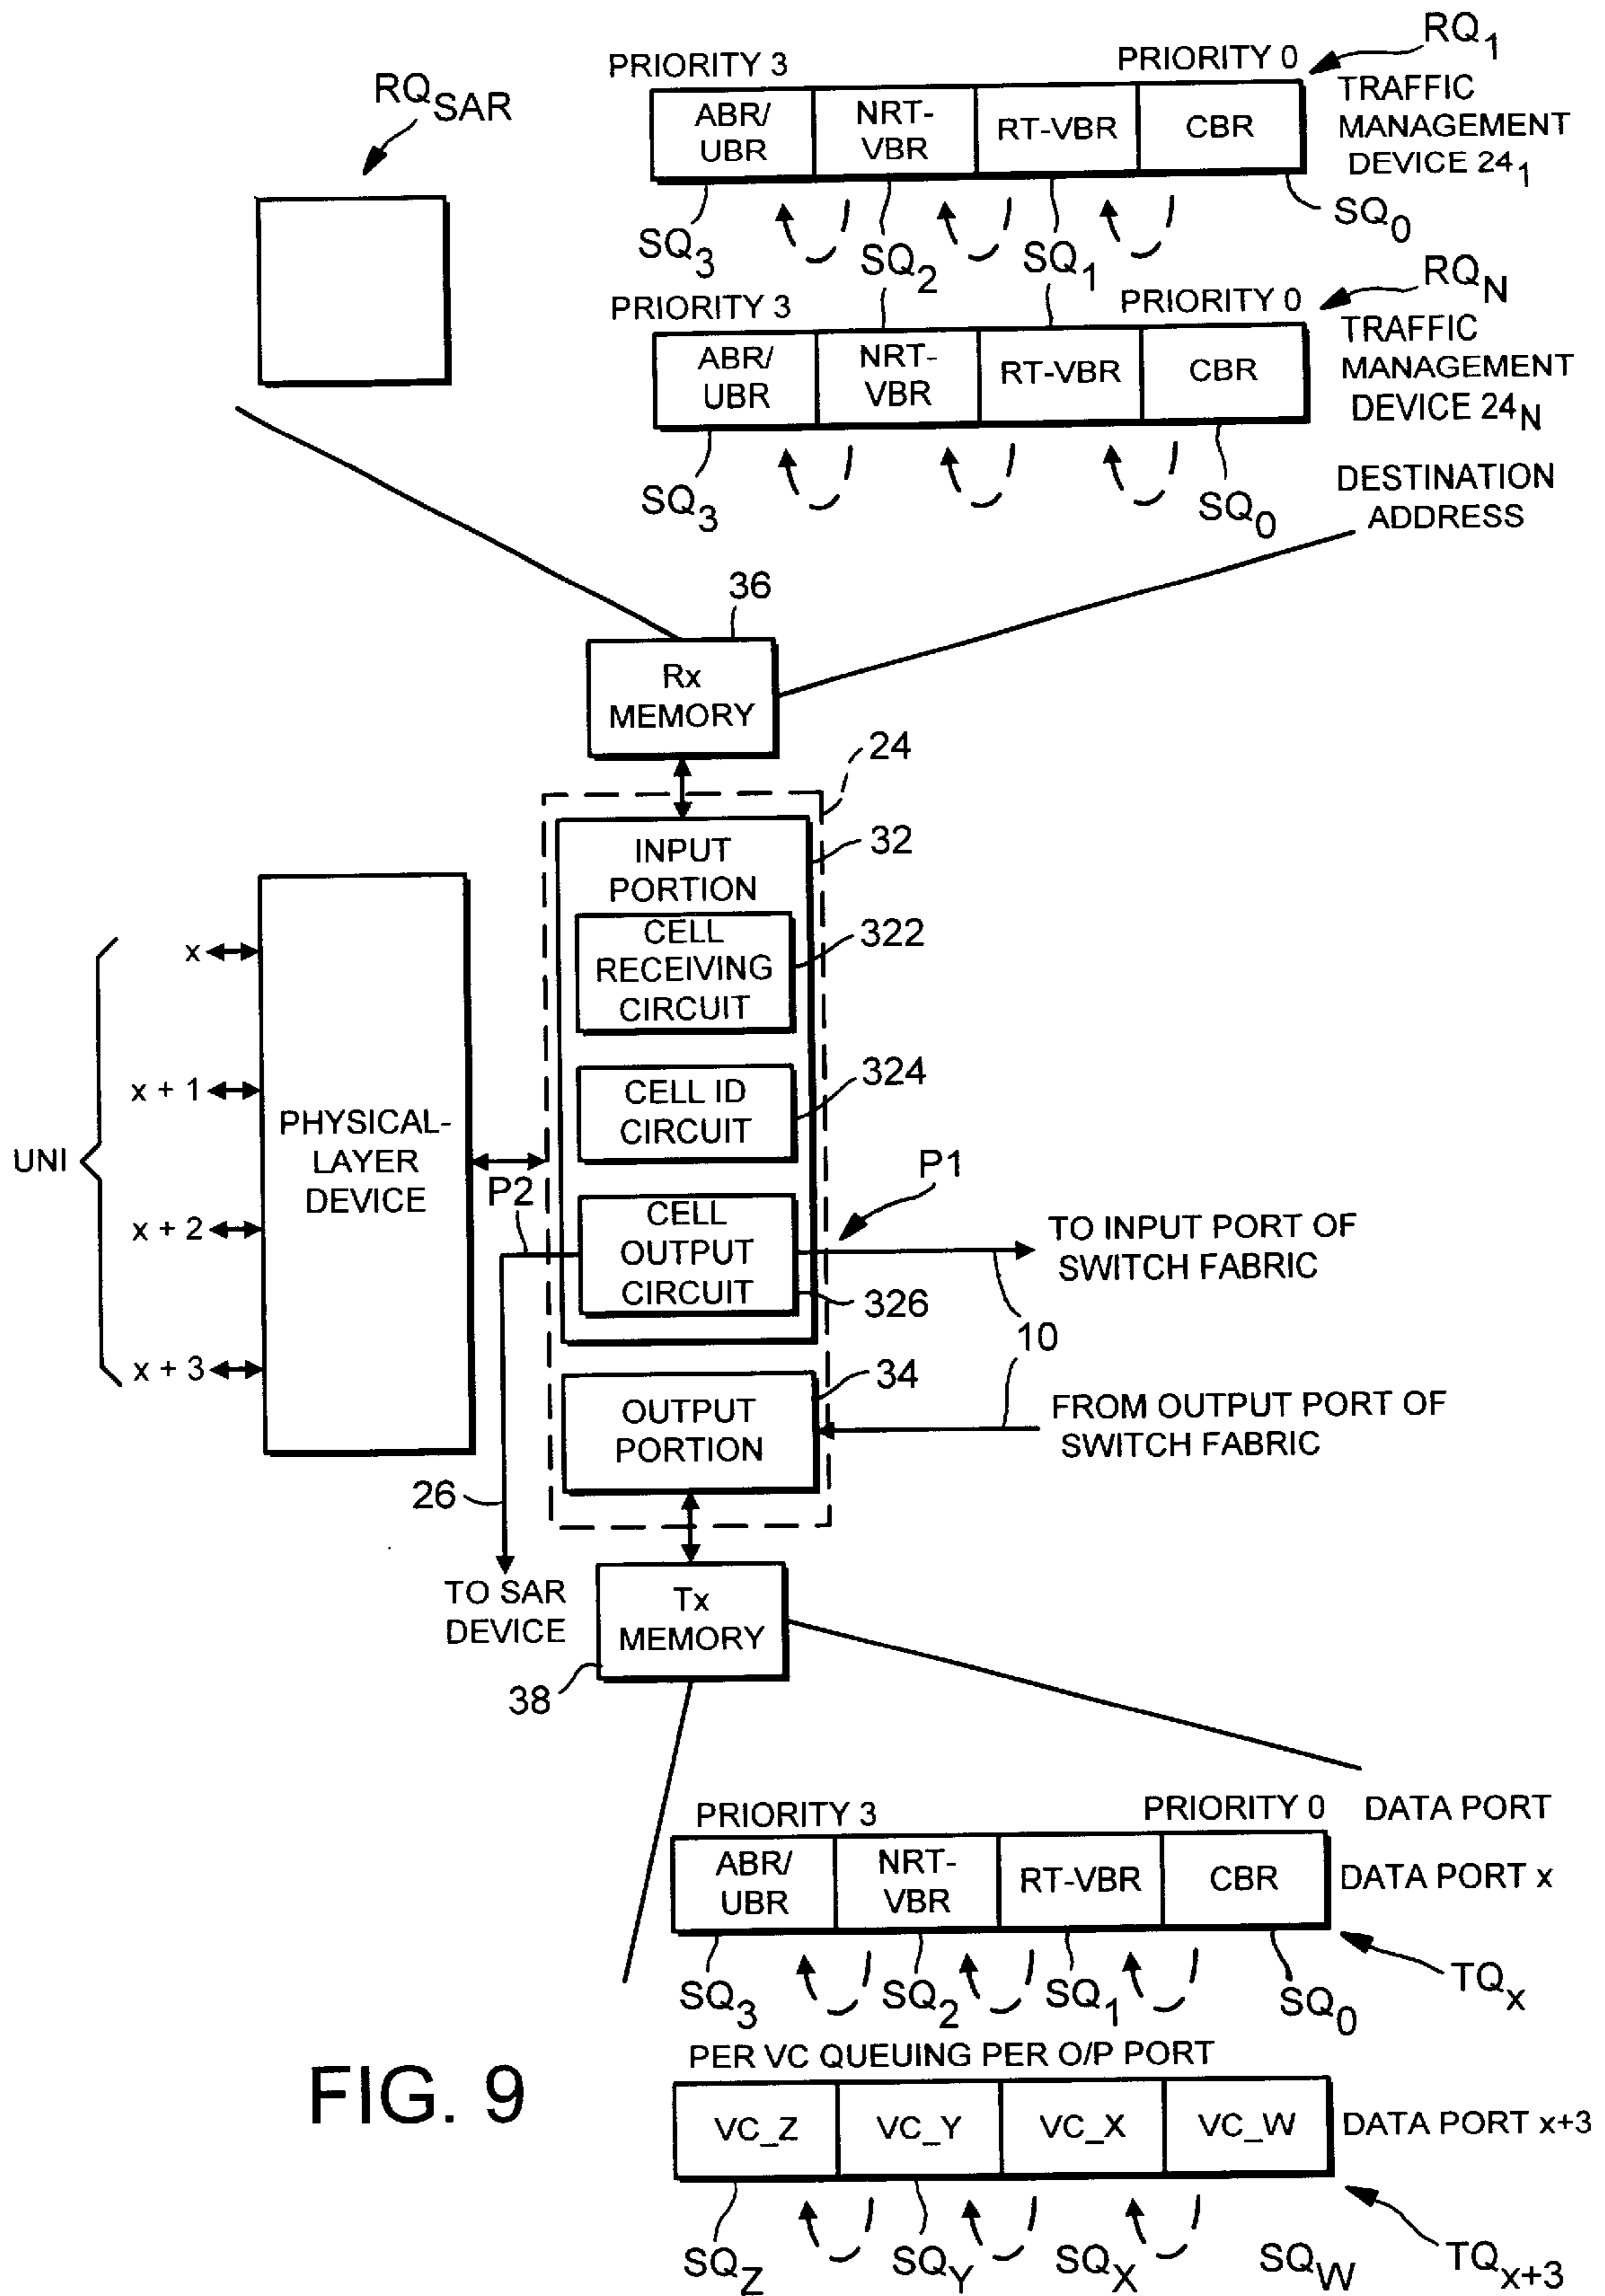 RQ1
PRIORITY 3
PRIORITY 0
RQSAR
ABR/
UBR
NRT-
VBR
RT-VBR
CBR
TRAFFIC
MANAGEMENT
DEVICE 241
SQ3
SQ2
SQ1
SQ0
RQN
PRIORITY 3
PRIORITY 0
ABR/
UBR
NRT-
VBR
RT-VBR
CBR
TRAFFIC
MANAGEMENT
DEVICE 24N
SQ3
SQ0
DESTINATION
ADDRESS
36
Rx
MEMORY
24
32
INPUT
PORTION
CELL
RECEIVING
CIRCUIT
322
CELL ID
CIRCUIT
324
CELL
OUTPUT
CIRCUIT
326
P1
P2
UNI
x
x + 1
x + 2
x + 3
PHYSICAL-
LAYER
DEVICE
TO INPUT PORT OF
SWITCH FABRIC
10
34
OUTPUT
PORTION
FROM OUTPUT PORT OF
SWITCH FABRIC
26
TO SAR
DEVICE
Tx
MEMORY
38
PRIORITY 3
PRIORITY 0
DATA PORT
ABR/
UBR
NRT-
VBR
RT-VBR
CBR
DATA PORT x
SQ3
SQ2
SQ1
SQ0
TQx
PER VC QUEUING PER O/P PORT
VC_Z
VC_Y
VC_X
VC_W
DATA PORT x+3
SQZ
SQY
SQX
SQW
TQx+3
FIG. 9